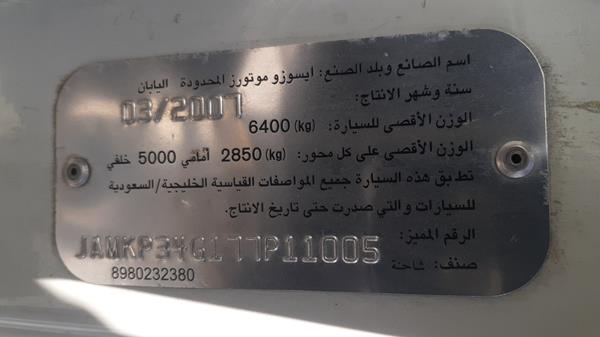 اسم الصانع وبلد الصنع: ايسوزو موتورز المحدودة اليابان
سنة وشهر الانتاج:
03/2007
الوزن الأقصى للسيارة: (kg) 6400
الوزن الأقصى على كل محور: (kg) 2850 أمامي 5000 خلفي
تطبق هذه السيارة جميع المواصفات القياسية الخليجية/السعودية
للسيارات والتي صدرت حتى تاريخ الانتاج.
الرقم المميز:
JAMKP34G177P11005
صنف: شاحنة
8980232380